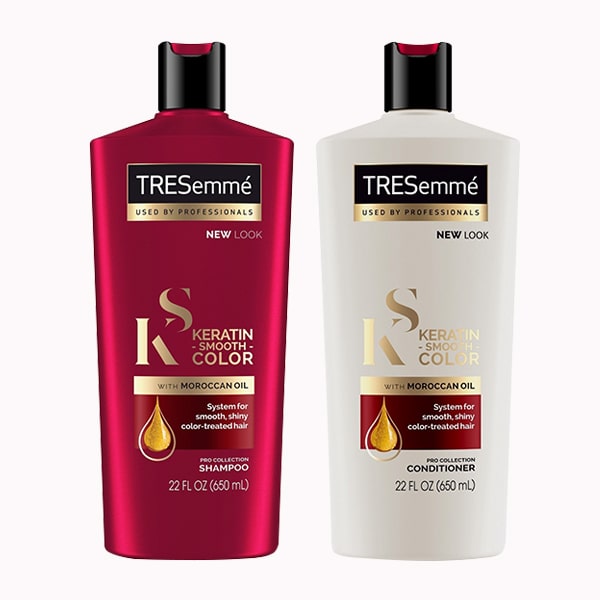 TRESemmé
USED BY PROFESSIONALS
NEW LOOK
KS
KERATIN
- SMOOTH -
COLOR
WITH MOROCCAN OIL
System for
smooth, shiny
color-treated hair
PRO COLLECTION
SHAMPOO
22 FL OZ (650 mL)
TRESemmé
USED BY PROFESSIONALS
NEW LOOK
KS
KERATIN
- SMOOTH -
COLOR
WITH MOROCCAN OIL
System for
smooth, shiny
color-treated hair
PRO COLLECTION
CONDITIONER
22 FL OZ (650 mL)